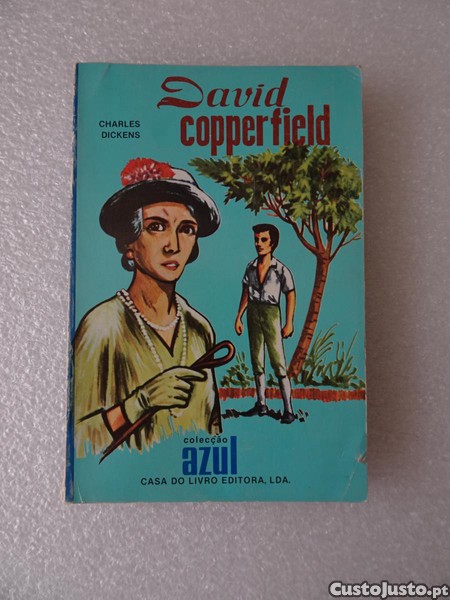 David
copperfield
CHARLES
DICKENS
colecção
azul
CASA DO LIVRO EDITORA, LDA.
CustoJusto.pt